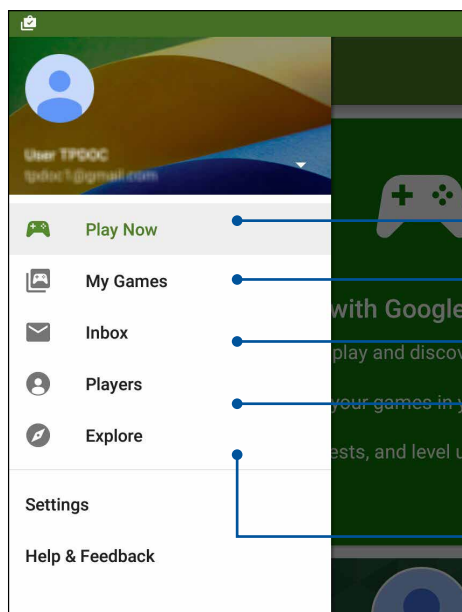 User TPDOC
tpdoc1@gmail.com
Play Now
My Games
Inbox
Players
Explore
Settings
Help & Feedback
with Google
play and discov
your games in y
ests, and level u